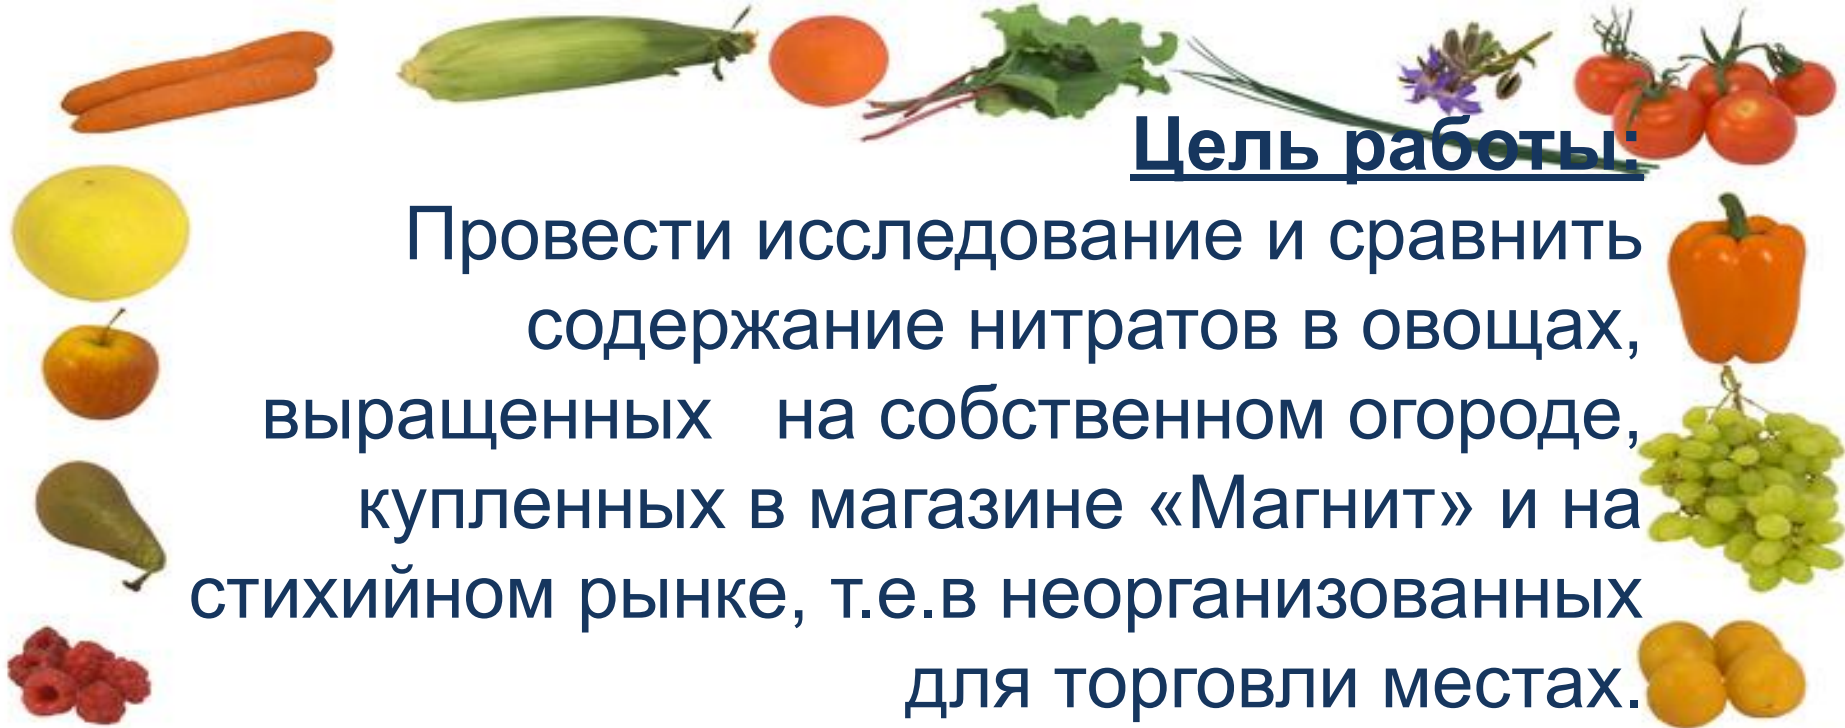 Цель работы:
Провести исследование и сравнить
содержание нитратов в овощах,
выращенных   на собственном огороде,
купленных в магазине «Магнит» и на
стихийном рынке, т.е.в неорганизованных
для торговли местах.